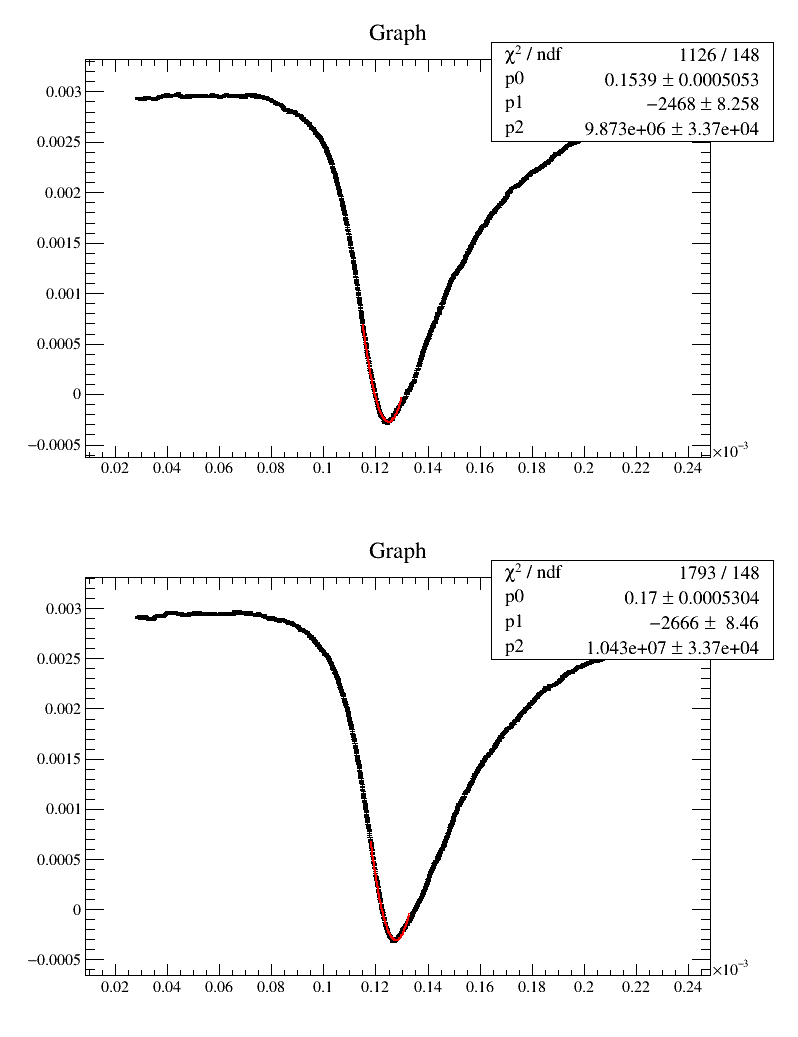 Graph
χ² / ndf 1126 / 148
p0 0.1539 ± 0.0005053
p1 −2468 ± 8.258
p2 9.873e+06 ± 3.37e+04
0.003
0.0025
0.002
0.0015
0.001
0.0005
0
−0.0005
0.02 0.04 0.06 0.08 0.1 0.12 0.14 0.16 0.18 0.2 0.22 0.24
×10⁻³
Graph
χ² / ndf 1793 / 148
p0 0.17 ± 0.0005304
p1 −2666 ± 8.46
p2 1.043e+07 ± 3.37e+04
0.003
0.0025
0.002
0.0015
0.001
0.0005
0
−0.0005
0.02 0.04 0.06 0.08 0.1 0.12 0.14 0.16 0.18 0.2 0.22 0.24
×10⁻³